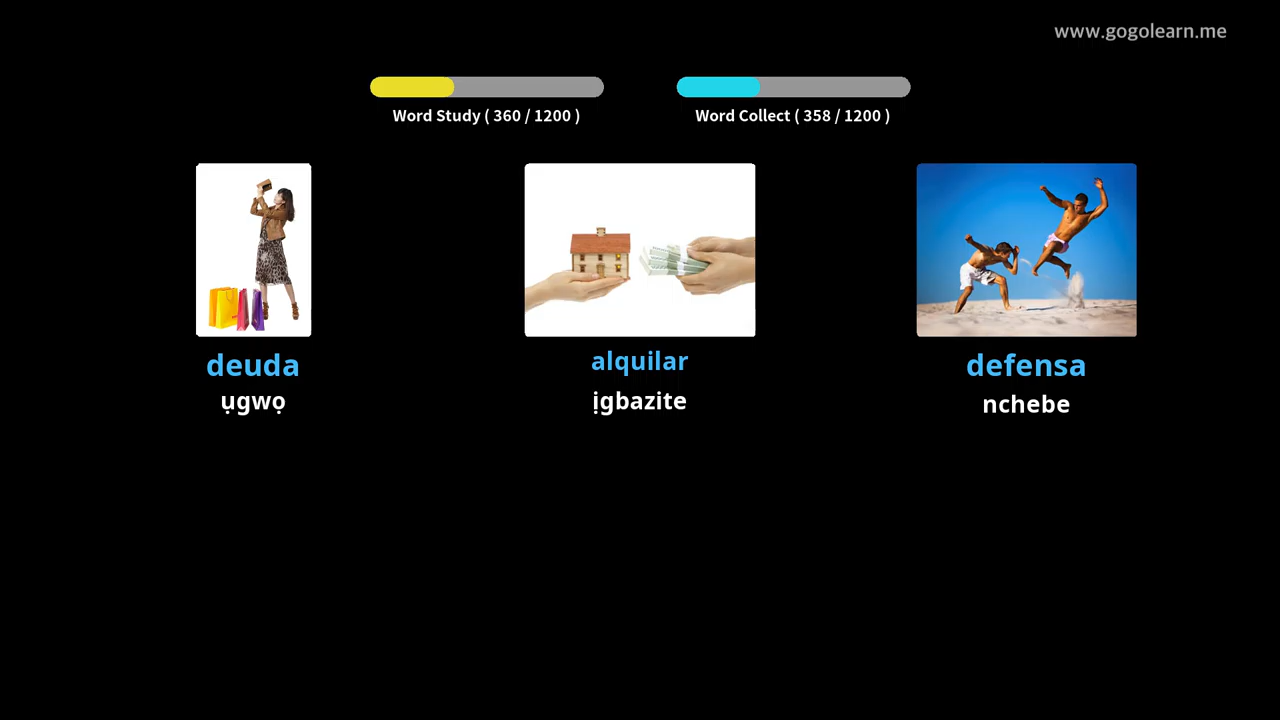 www.gogolearn.me
Word Study ( 360 / 1200 )
Word Collect ( 358 / 1200 )
deuda
ụgwọ
alquilar
ịgbazite
defensa
nchebe